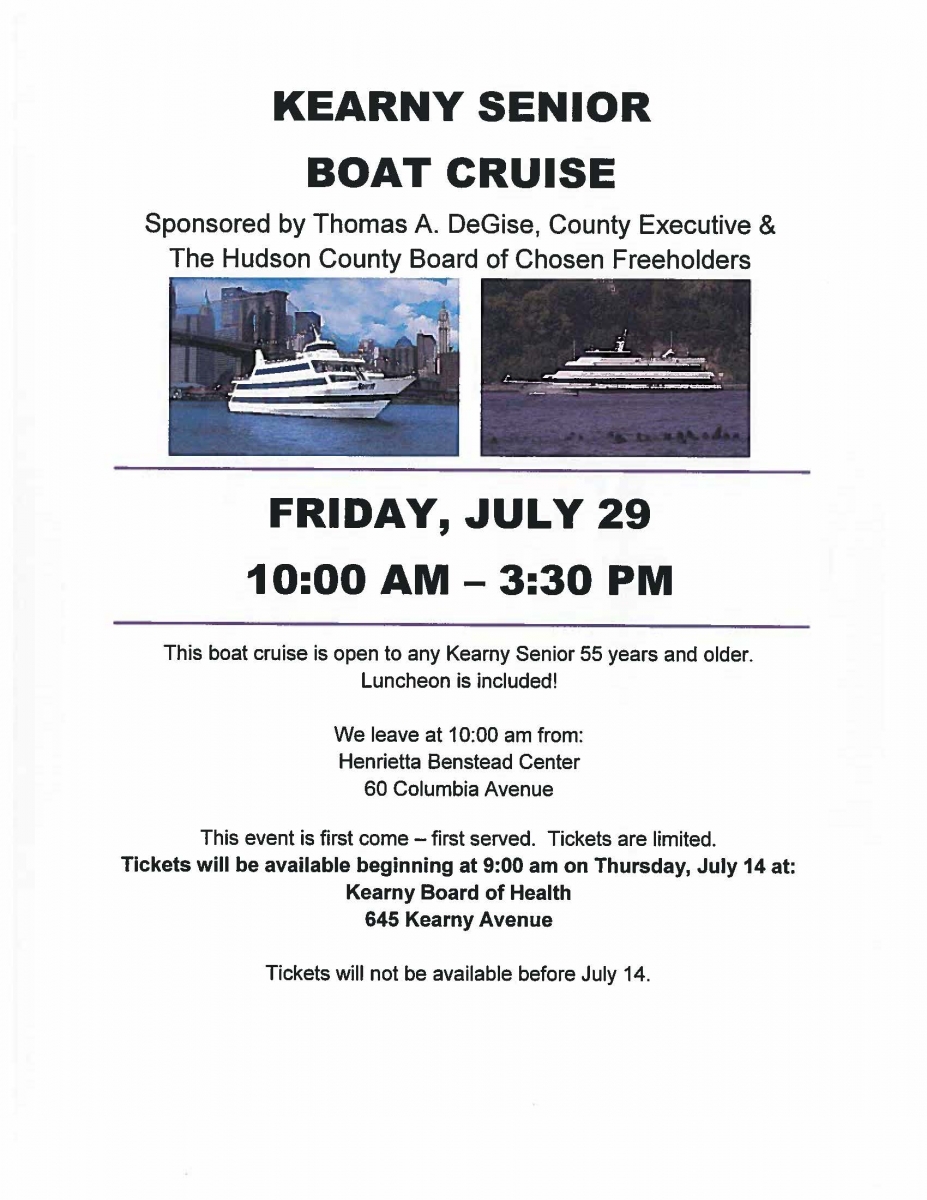 KEARNY SENIOR
BOAT CRUISE
Sponsored by Thomas A. DeGise, County Executive &
The Hudson County Board of Chosen Freeholders
FRIDAY, JULY 29
10:00 AM – 3:30 PM
This boat cruise is open to any Kearny Senior 55 years and older.
Luncheon is included!
We leave at 10:00 am from:
Henrietta Benstead Center
60 Columbia Avenue
This event is first come – first served.  Tickets are limited.
Tickets will be available beginning at 9:00 am on Thursday, July 14 at:
Kearny Board of Health
645 Kearny Avenue
Tickets will not be available before July 14.